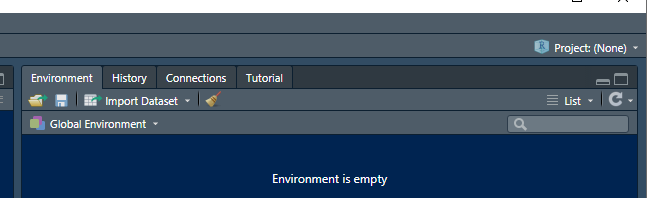 Project: (None)
Environment History Connections Tutorial
Import Dataset List
Global Environment
Environment is empty